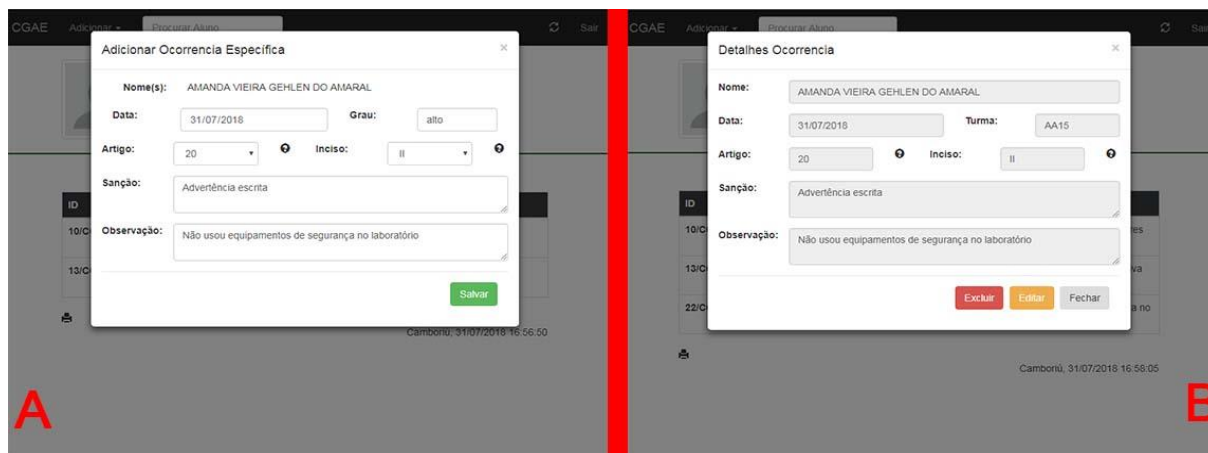 CGAE Adicionar Procurar Aluno Sair
Adicionar Ocorrencia Específica ×
Nome(s): AMANDA VIEIRA GEHLEN DO AMARAL
Data: 31/07/2018 Grau: alto
Artigo: 20 Inciso: II
Sanção: Advertência escrita
Observação: Não usou equipamentos de segurança no laboratório
Salvar
ID
10/C
13/C
Camboriú, 31/07/2018 16:56:50
A
CGAE Adicionar Procurar Aluno Sair
Detalhes Ocorrencia ×
Nome: AMANDA VIEIRA GEHLEN DO AMARAL
Data: 31/07/2018 Turma: AA15
Artigo: 20 Inciso: II
Sanção: Advertência escrita
Observação: Não usou equipamentos de segurança no laboratório
Excluir Editar Fechar
ID
10/C
13/C
22/C
Camboriú, 31/07/2018 16:56:05
B